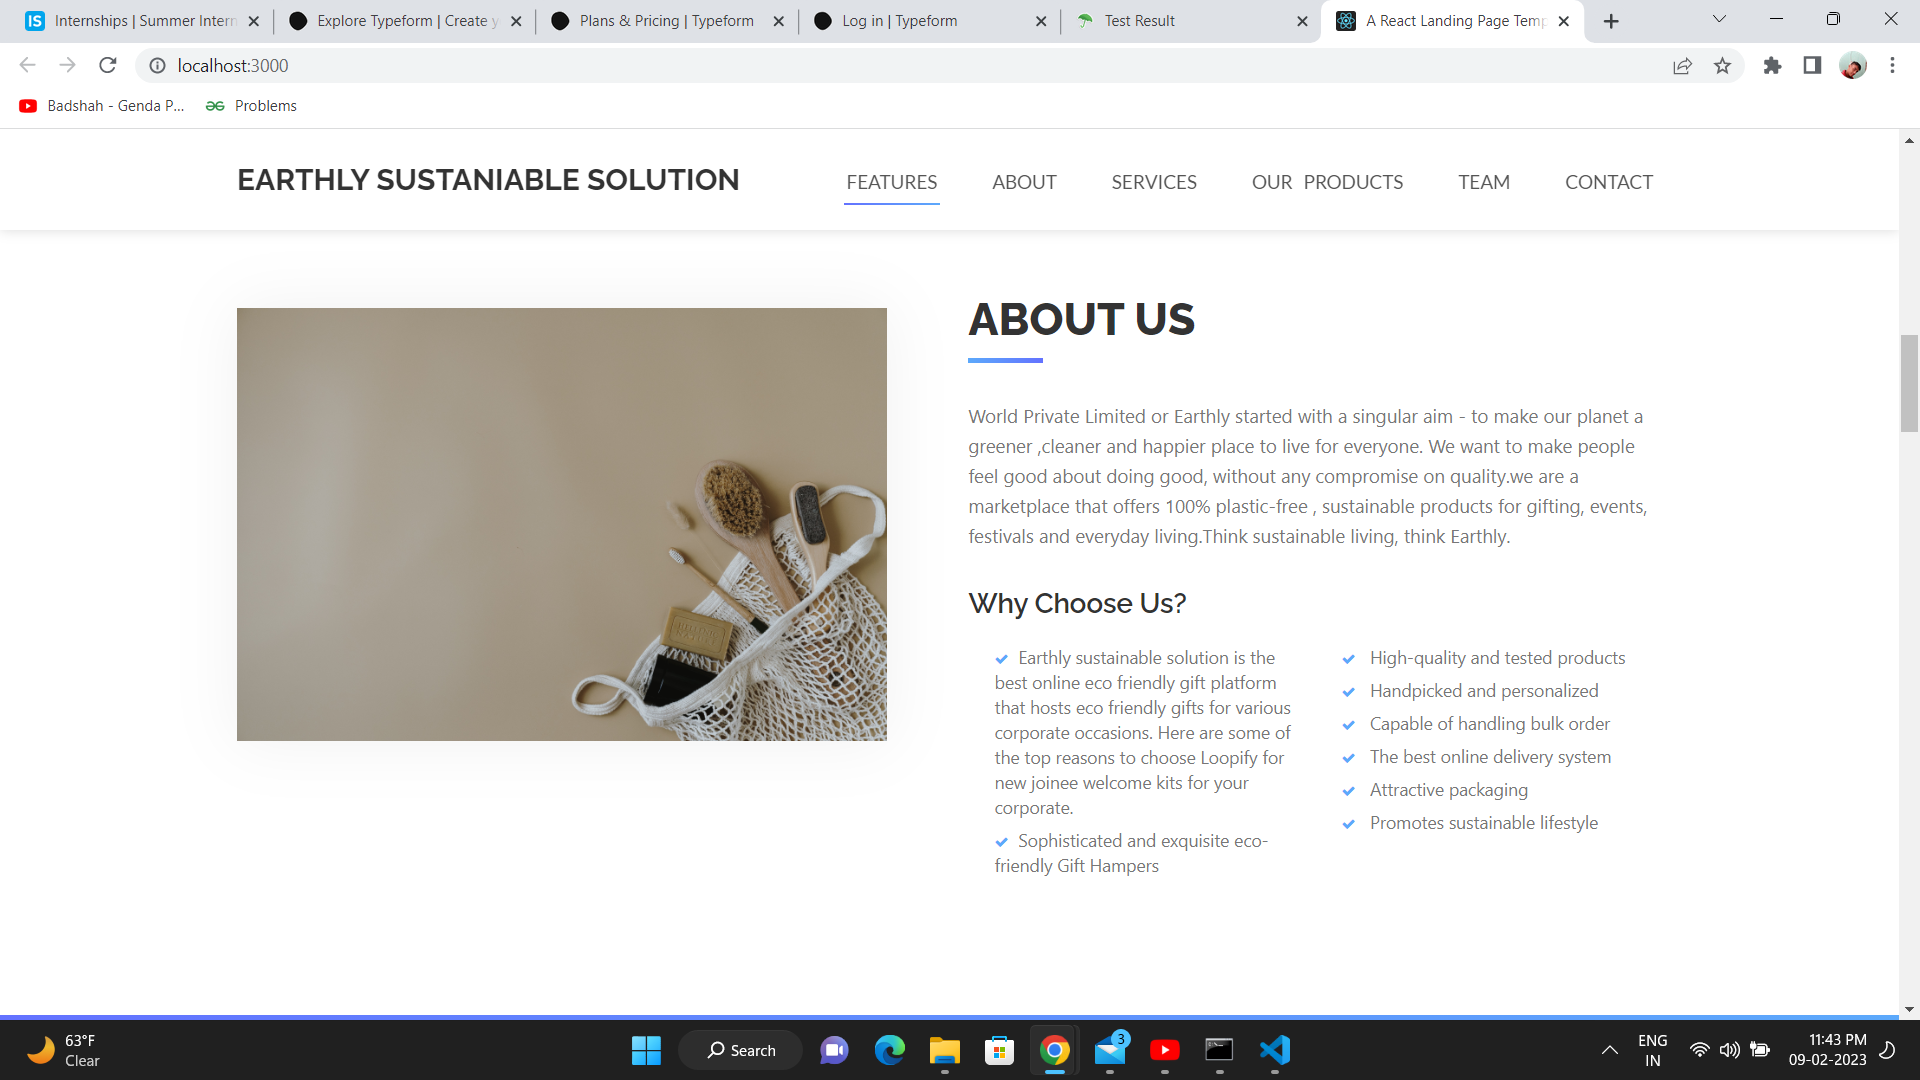 IS Internships | Summer Intern
Explore Typeform | Create y
Plans & Pricing | Typeform
Log in | Typeform
Test Result
A React Landing Page Temp
localhost:3000
Badshah - Genda P...
Problems
EARTHLY SUSTANIABLE SOLUTION
FEATURES
ABOUT
SERVICES
OUR PRODUCTS
TEAM
CONTACT
ABOUT US
World Private Limited or Earthly started with a singular aim - to make our planet a
greener ,cleaner and happier place to live for everyone. We want to make people
feel good about doing good, without any compromise on quality.we are a
marketplace that offers 100% plastic-free , sustainable products for gifting, events,
festivals and everyday living.Think sustainable living, think Earthly.
Why Choose Us?
Earthly sustainable solution is the
best online eco friendly gift platform
that hosts eco friendly gifts for various
corporate occasions. Here are some of
the top reasons to choose Loopify for
new joinee welcome kits for your
corporate.
Sophisticated and exquisite eco-
friendly Gift Hampers
High-quality and tested products
Handpicked and personalized
Capable of handling bulk order
The best online delivery system
Attractive packaging
Promotes sustainable lifestyle
63°F
Clear
Search
3
ENG
IN
11:43 PM
09-02-2023